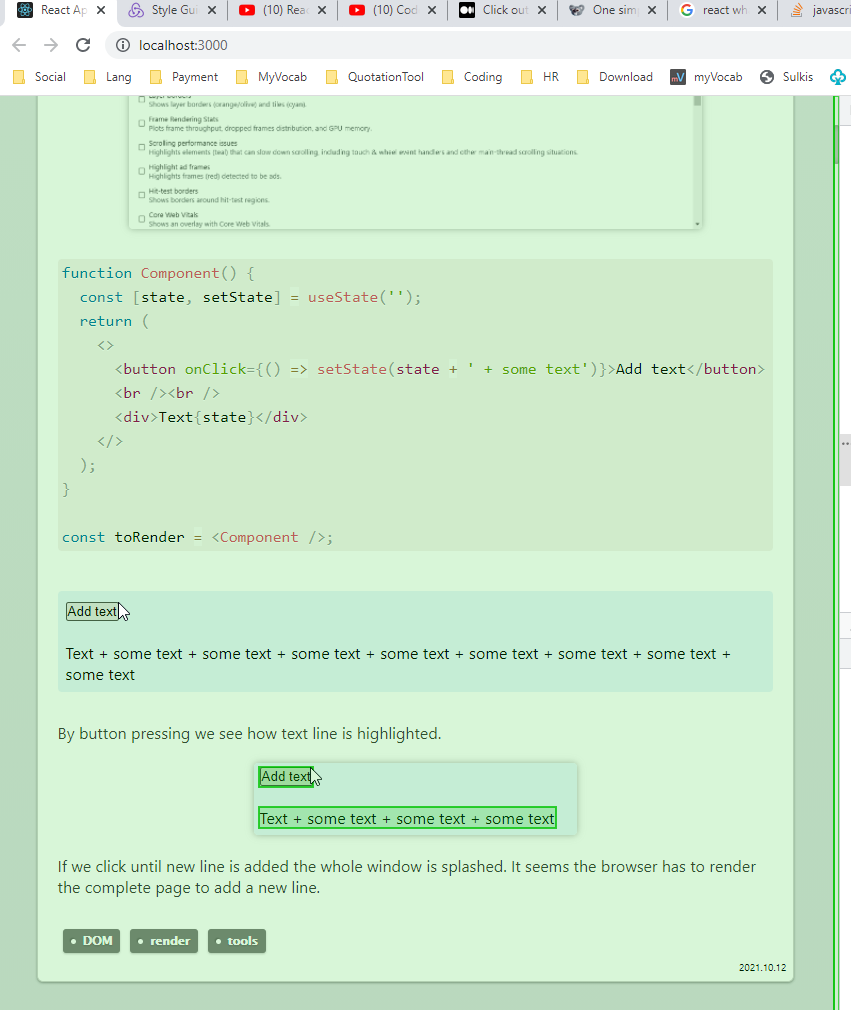 React Ap
Style Gui
(10) Rea
(10) Cod
Click out
One sim
react wh
javascri
localhost:3000
Social
Lang
Payment
MyVocab
QuotationTool
Coding
HR
Download
myVocab
Sulkis
Layer borders
Shows layer borders (orange/olive) and tiles (cyan).
Frame Rendering Stats
Plots frame throughput, dropped frames distribution, and GPU memory.
Scrolling performance issues
Highlights elements (teal) that can slow down scrolling, including touch & wheel event handlers and other main-thread scrolling situations.
Highlight ad frames
Highlights frames (red) detected to be ads.
Hit-test borders
Shows borders around hit-test regions.
Core Web Vitals
Shows an overlay with Core Web Vitals.
function Component() {
const [state, setState] = useState('');
return (
<>
<button onClick={() => setState(state + ' + some text')}>Add text</button>
<br /><br />
<div>Text{state}</div>
</>
);
}
const toRender = <Component />;
Add text
Text + some text + some text + some text + some text + some text + some text + some text +
some text
By button pressing we see how text line is highlighted.
Add text
Text + some text + some text + some text
If we click until new line is added the whole window is splashed. It seems the browser has to render
the complete page to add a new line.
• DOM
• render
• tools
2021.10.12